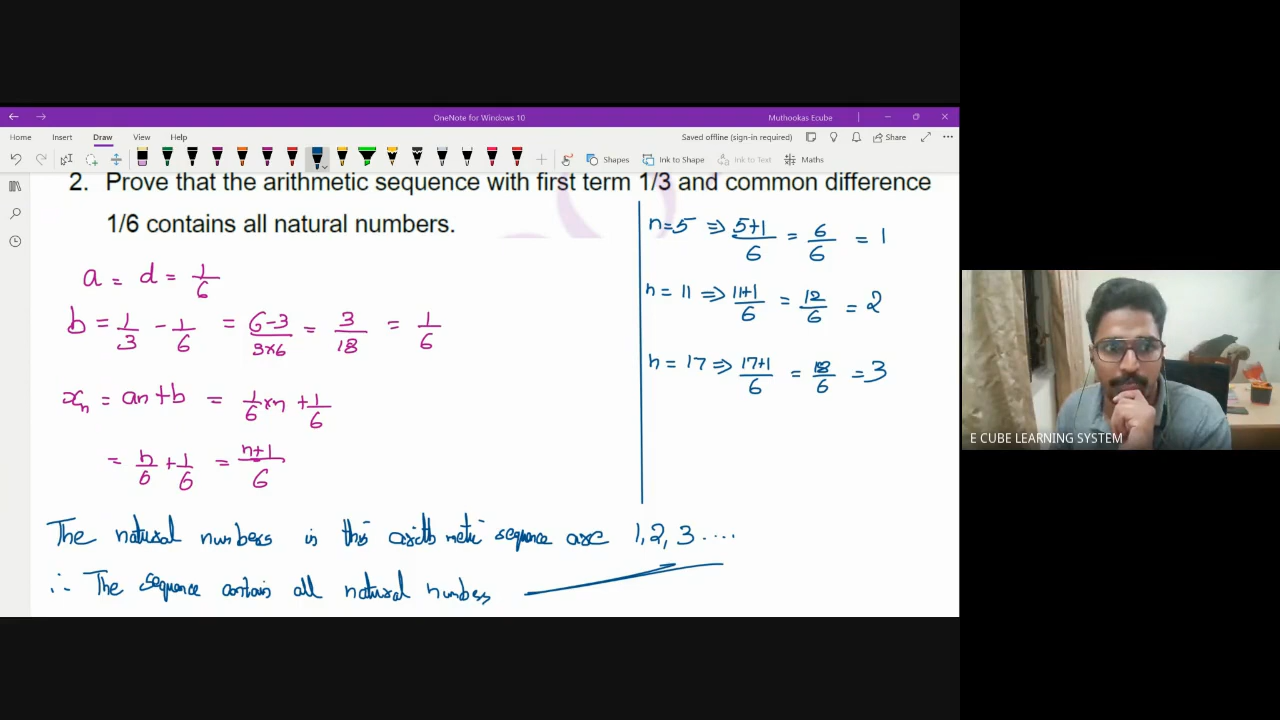 OneNote for Windows 10
Muthookas Ecube
Home Insert Draw View Help
Saved offline (sign-in required) Share
Shapes Ink to Shape Ink to Text Maths
2. Prove that the arithmetic sequence with first term 1/3 and common difference
1/6 contains all natural numbers.
a = d = 1/6
b = 1/3 - 1/6 = 6-3/3×6 = 3/18 = 1/6
xn = an+b = 1/6 × n + 1/6
= n/6 + 1/6 = n+1/6
n=5 ⇒ 5+1/6 = 6/6 = 1
n = 11 ⇒ 11+1/6 = 12/6 = 2
n = 17 ⇒ 17+1/6 = 18/6 = 3
The natural numbers in this arithmetic sequence are 1, 2, 3 ....
∴ The sequence contain all natural numbers
E CUBE LEARNING SYSTEM